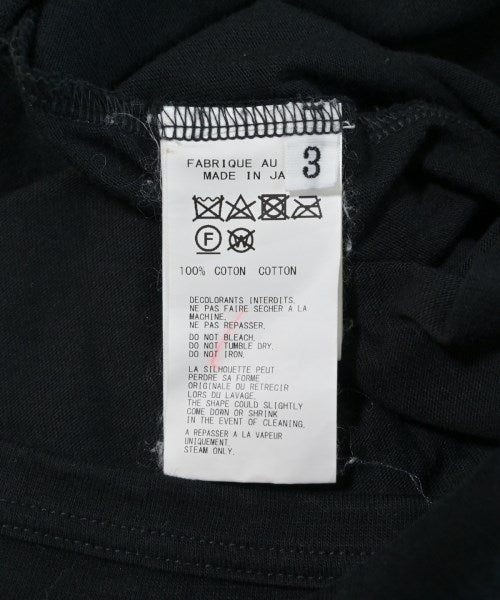 FABRIQUE AU
MADE IN JA
3
F W
100% COTON COTTON
DECOLORANTS INTERDITS.
NE PAS FAIRE SECHER A LA
MACHINE.
NE PAS REPASSER.
DO NOT BLEACH.
DO NOT TUMBLE DRY.
DO NOT IRON.
LA SILHOUETTE PEUT
PERDRE SA FORME
ORIGINALE OU RETRECIR
LORS DU LAVAGE.
THE SHAPE COULD SLIGHTLY
COME DOWN OR SHRINK
IN THE EVENT OF CLEANING.
A REPASSER A LA VAPEUR
UNIQUEMENT.
STEAM ONLY.